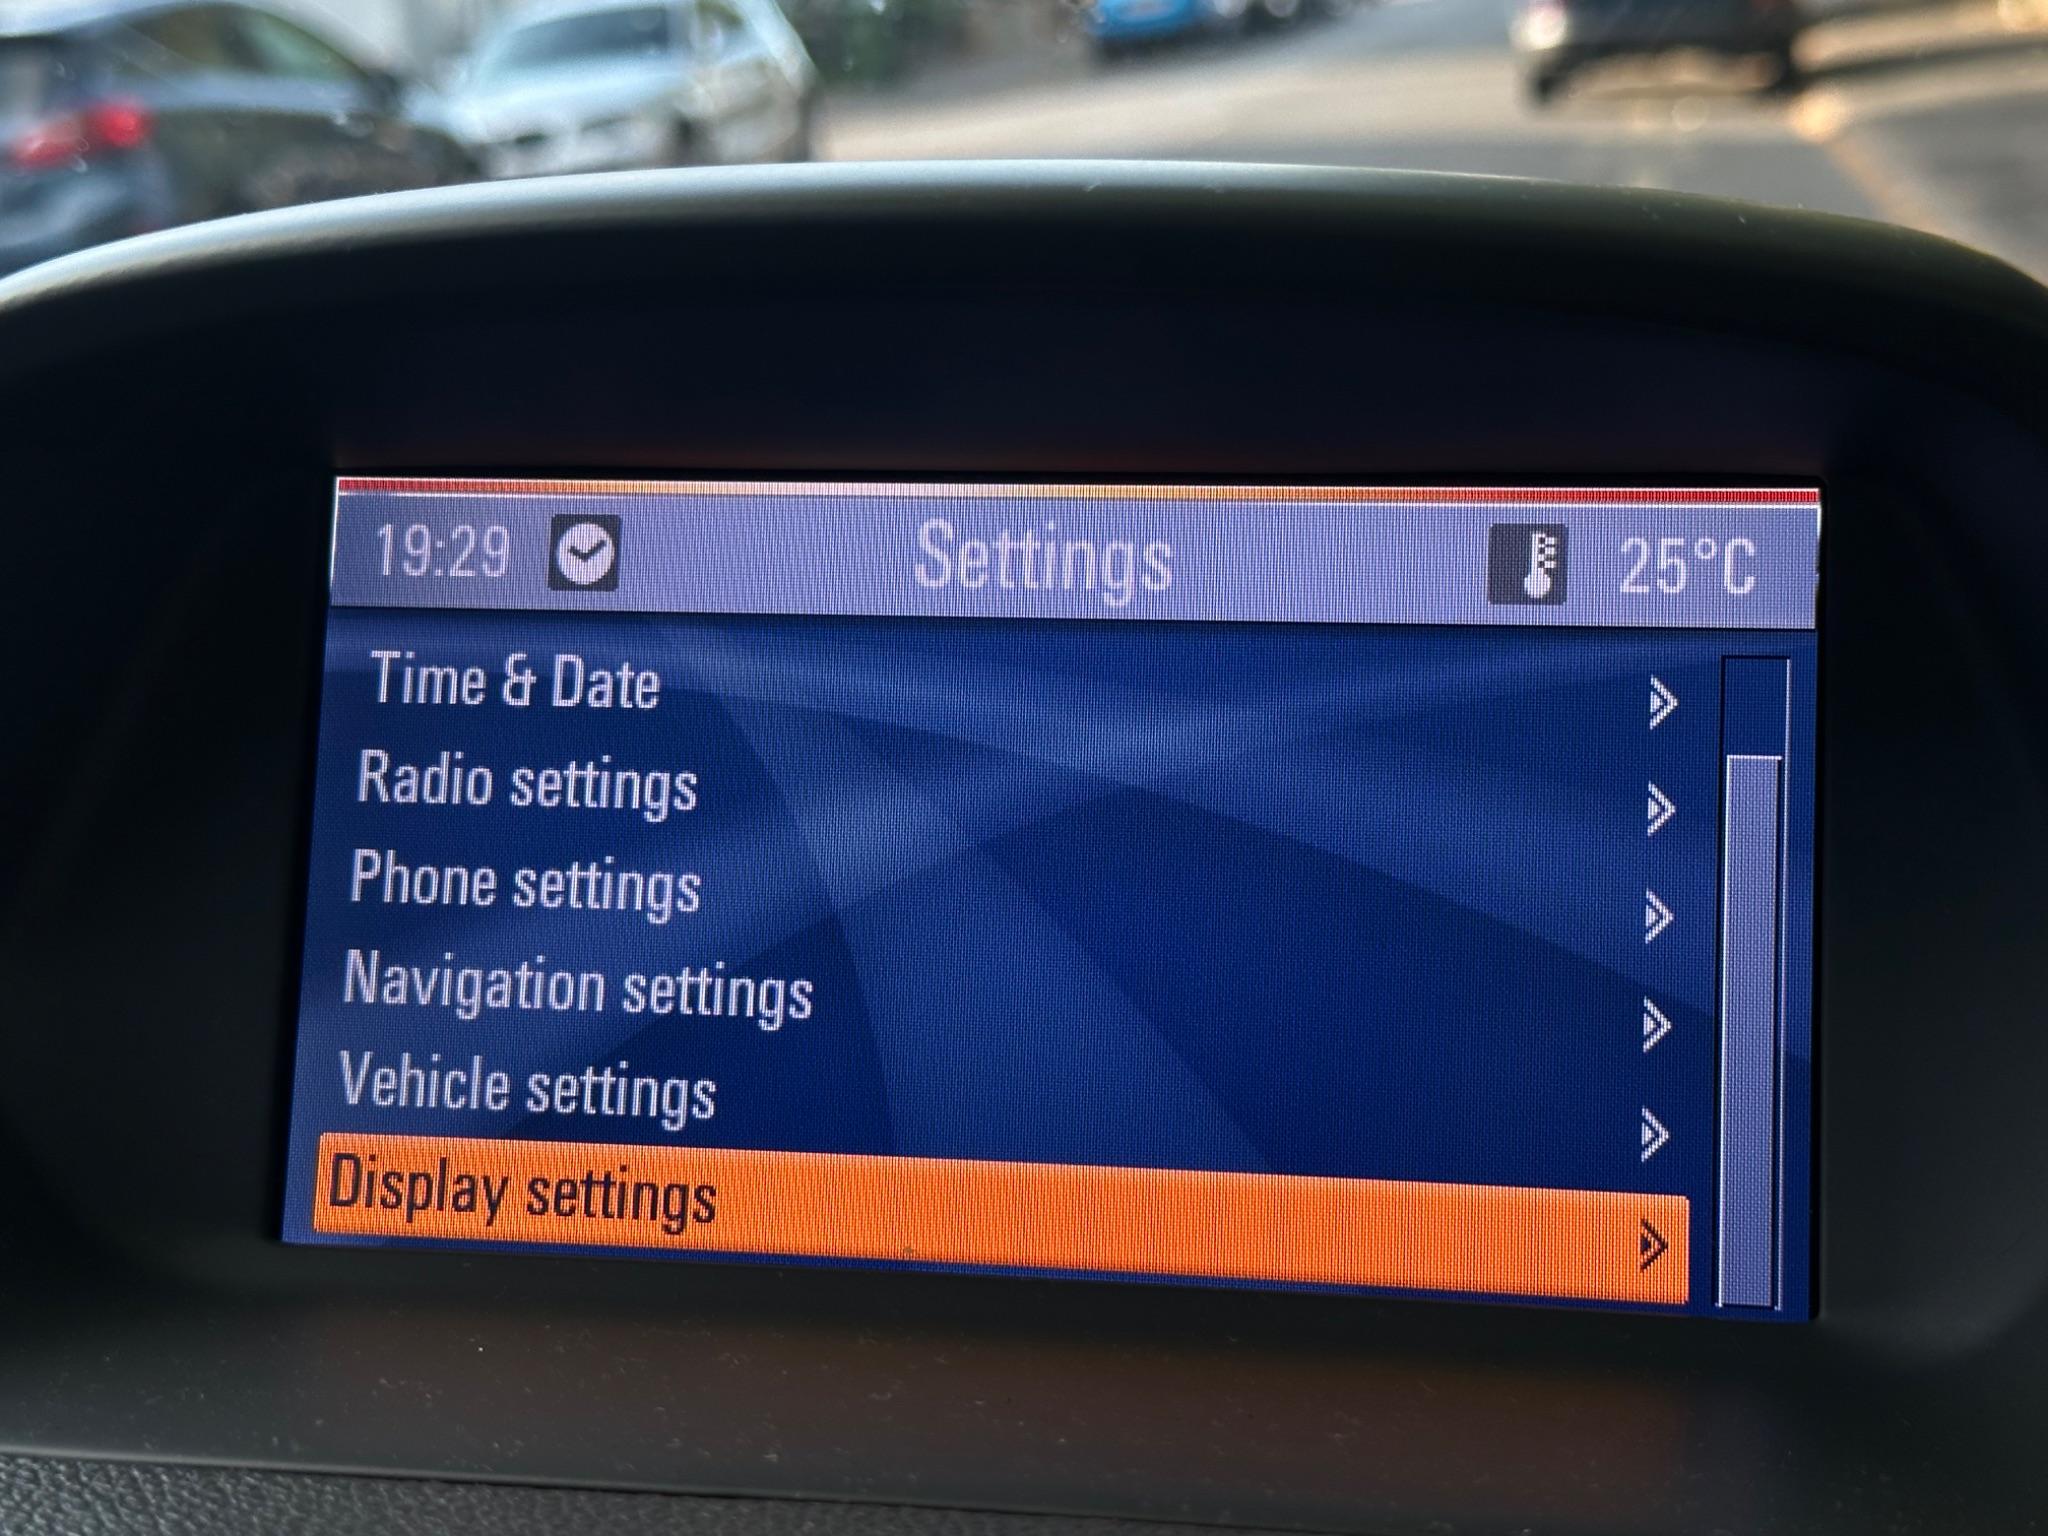 19:29 Settings 25°C
Time & Date
Radio settings
Phone settings
Navigation settings
Vehicle settings
Display settings